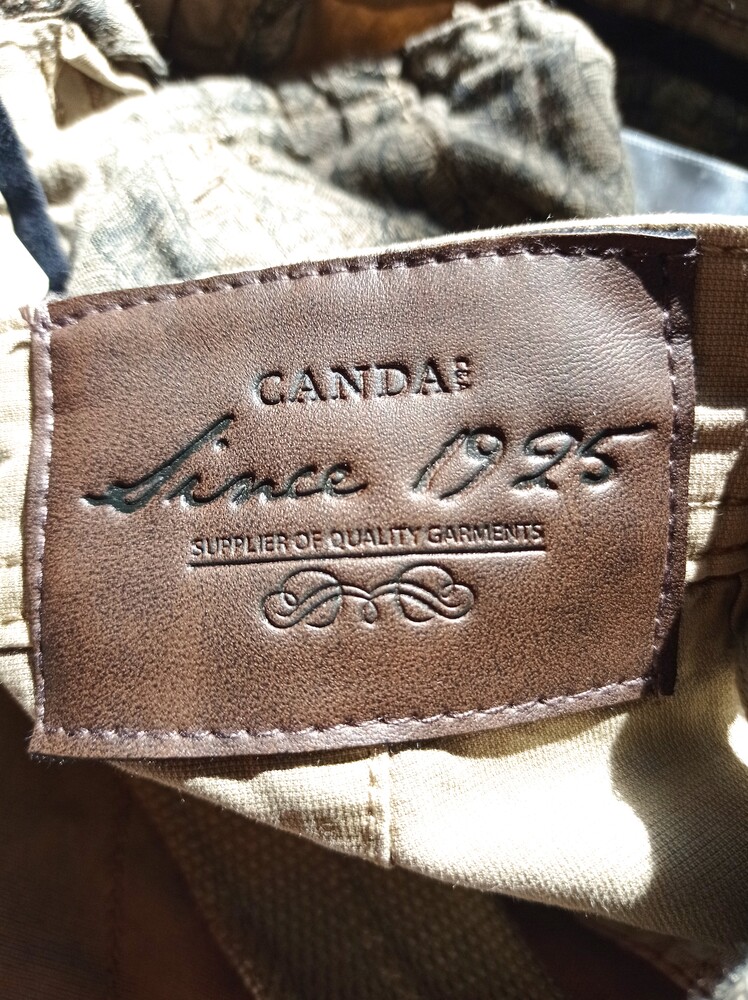 CANDA
Since 1925
SUPPLIER OF QUALITY GARMENTS